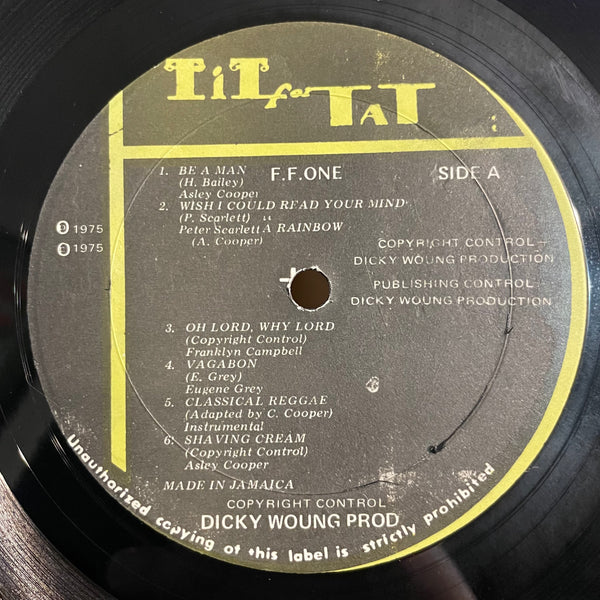 TiT for TAT
F.F.ONE
SIDE A
1. BE A MAN
(H. Bailey)
Asley Cooper
2. WISH I COULD READ YOUR MIND
(P. Scarlett) "
Peter Scarlett A RAINBOW
(A. Cooper)
℗ 1975
© 1975
COPYRIGHT CONTROL –
DICKY WOUNG PRODUCTION
PUBLISHING CONTROL
DICKY WOUNG PRODUCTION
3. OH LORD, WHY LORD
(Copyright Control)
Franklyn Campbell
4. VAGABON
(E. Grey)
Eugene Grey
5. CLASSICAL REGGAE
(Adapted by C. Cooper)
Instrumental
6. SHAVING CREAM
(Copyright Control)
Asley Cooper
MADE IN JAMAICA
COPYRIGHT CONTROL
DICKY WOUNG PROD
Unauthorized copying of this label is strictly prohibited